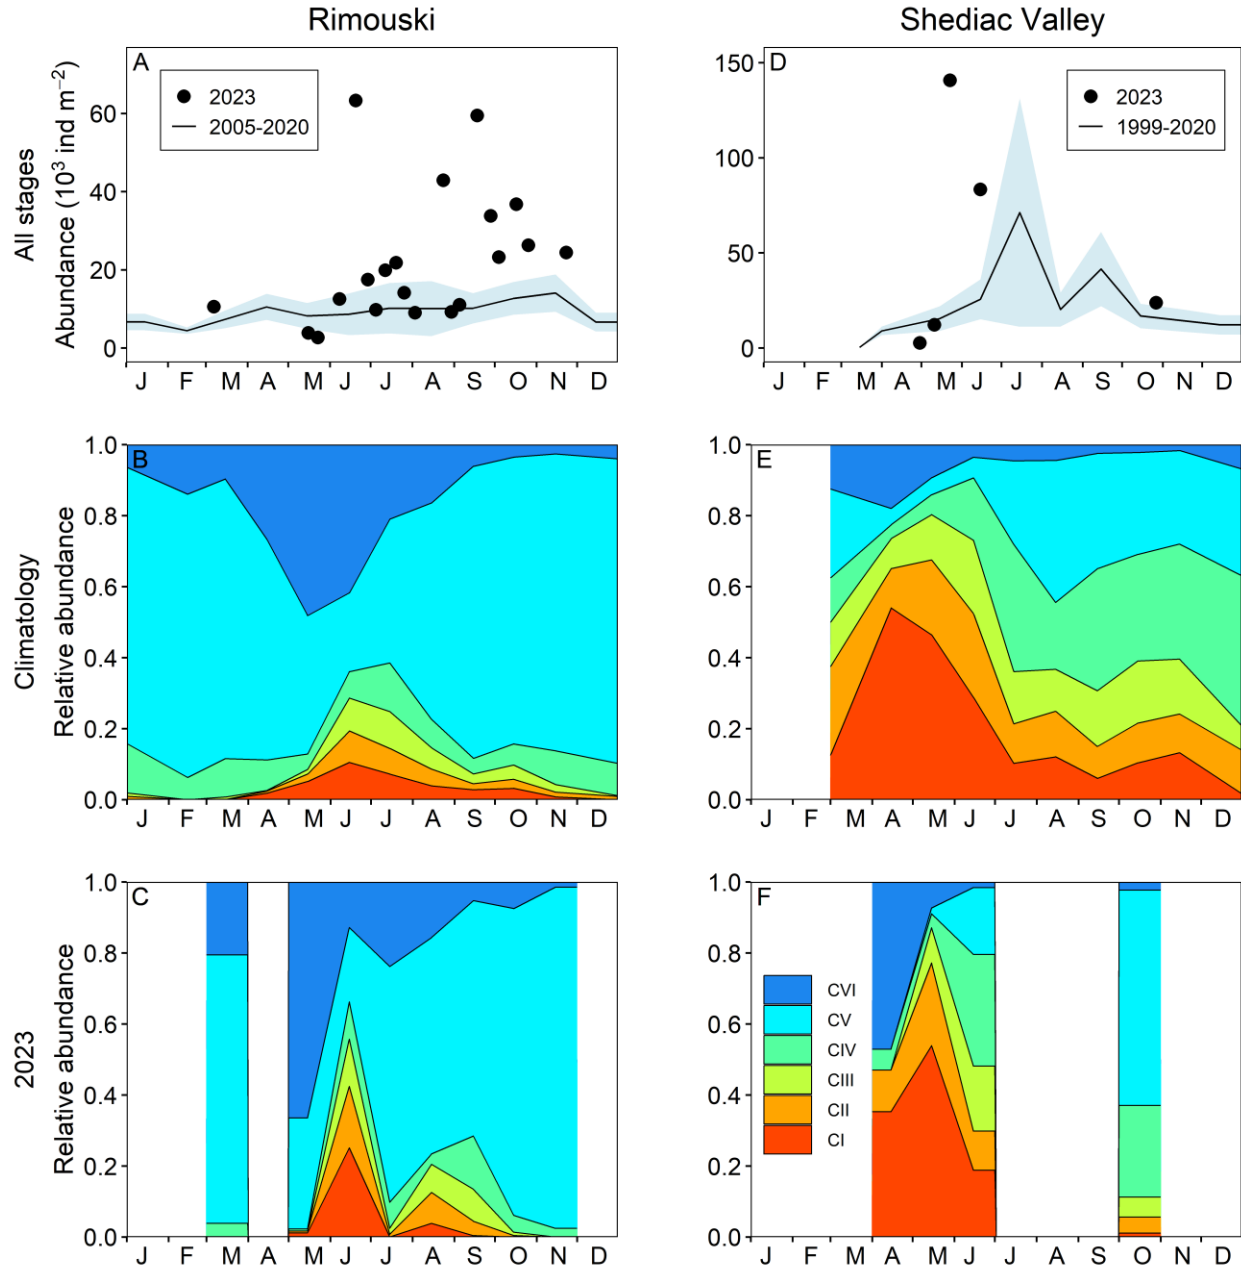 Rimouski
Shediac Valley
All stages
Abundance (10³ ind m⁻²)
A
2023
2005-2020
60
40
20
0
J F M A M J J A S O N D
D
2023
1999-2020
150
100
50
0
J F M A M J J A S O N D
Climatology
Relative abundance
B
1.0
0.8
0.6
0.4
0.2
0.0
J F M A M J J A S O N D
E
1.0
0.8
0.6
0.4
0.2
0.0
J F M A M J J A S O N D
2023
Relative abundance
C
1.0
0.8
0.6
0.4
0.2
0.0
J F M A M J J A S O N D
F
1.0
0.8
0.6
0.4
0.2
0.0
CVI
CV
CIV
CIII
CII
CI
J F M A M J J A S O N D